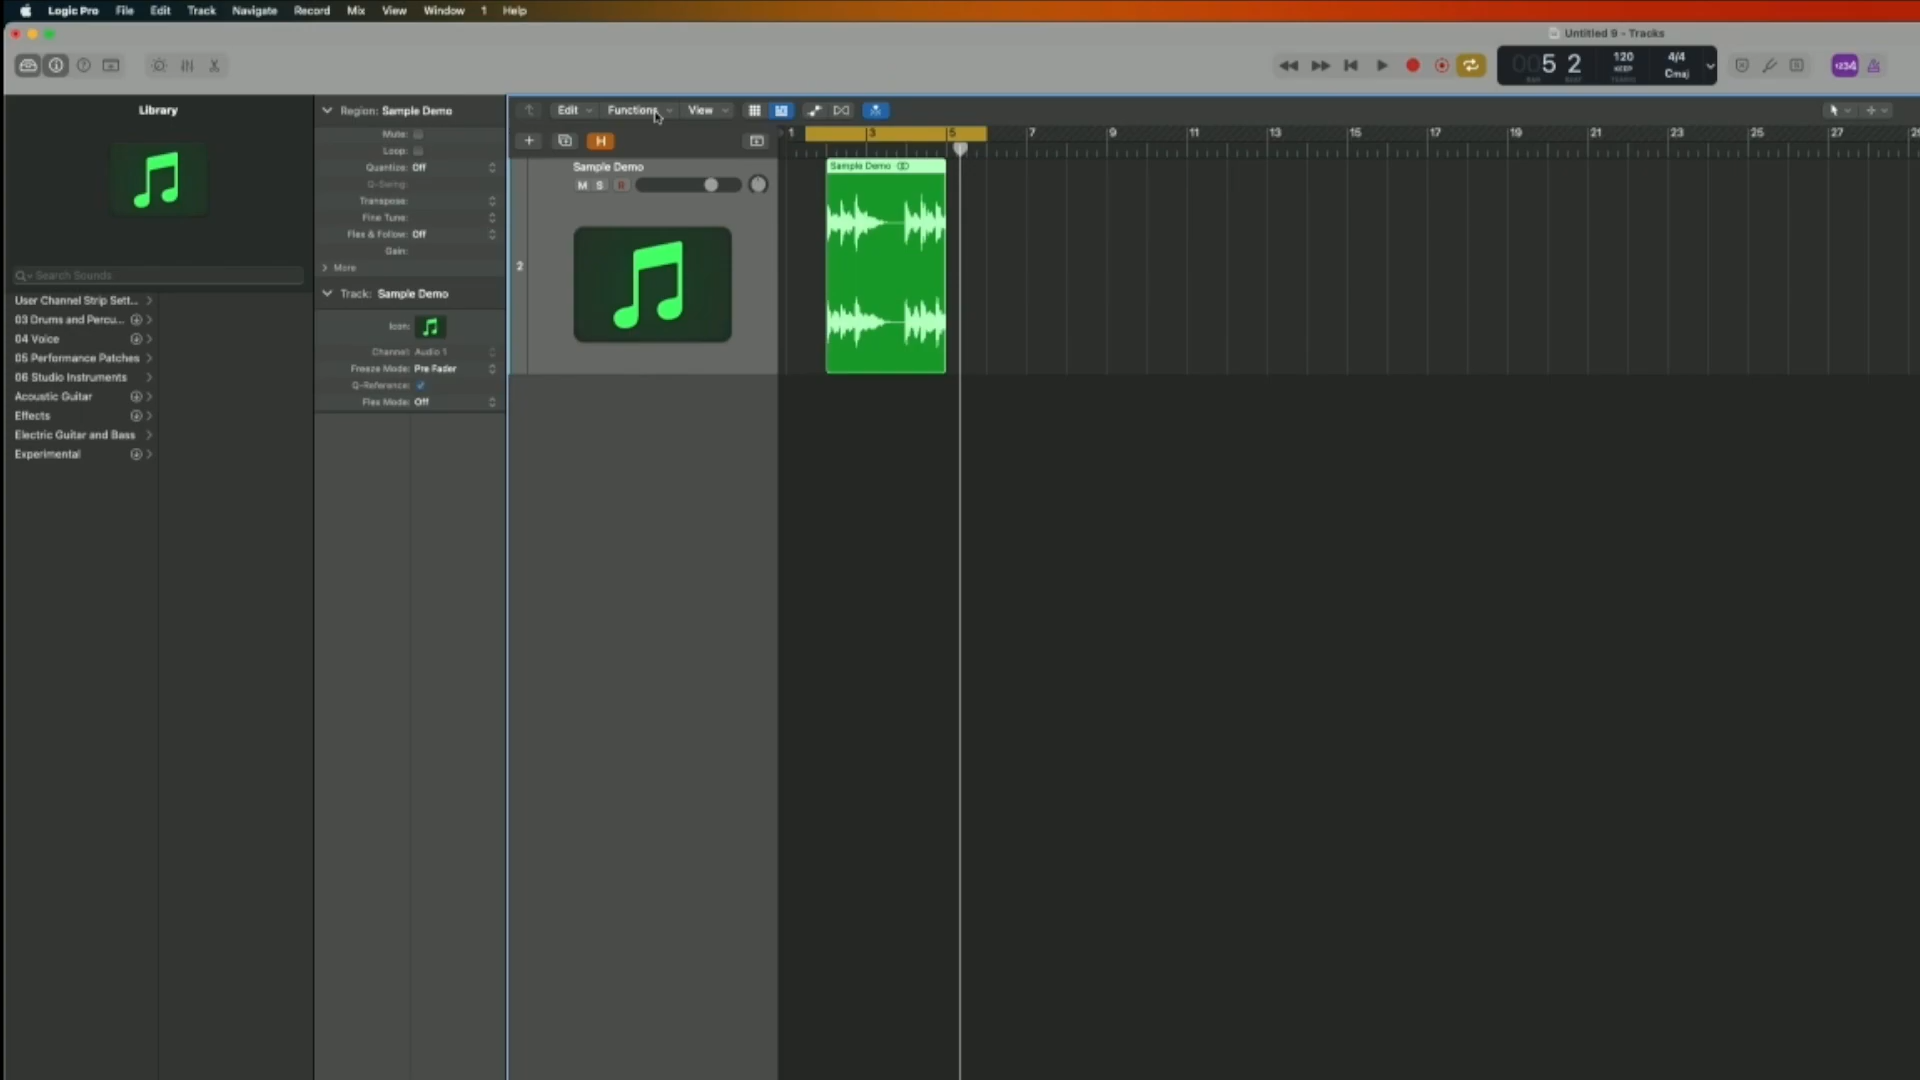 Logic Pro File Edit Track Navigate Record Mix View Window 1 Help
Untitled 9 - Tracks
5 2 120 4/4
KEEP Cmaj
1234
Library
Search Sounds
User Channel Strip Sett...
03 Drums and Percu...
04 Voice
05 Performance Patches
06 Studio Instruments
Acoustic Guitar
Effects
Electric Guitar and Bass
Experimental
Region: Sample Demo
Mute:
Loop:
Quantize: Off
Q-Swing:
Transpose:
Fine Tune:
Flex & Follow: Off
Gain:
More
Track: Sample Demo
Icon:
Channel: Audio 1
Freeze Mode: Pre Fader
Q-Reference:
Flex Mode: Off
Edit Functions View
H
1 3 5 7 9 11 13 15 17 19 21 23 25 27
2
Sample Demo
M S R
Sample Demo